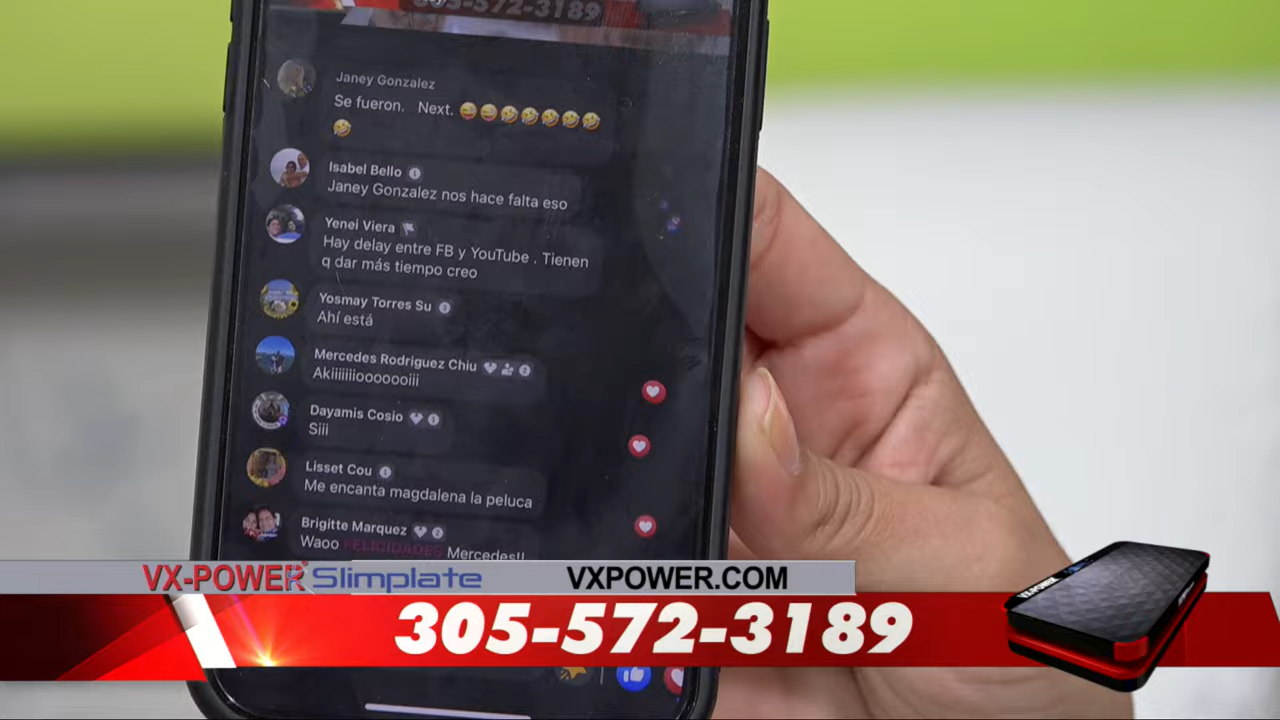 305-572-3189
Janey Gonzalez
Se fueron. Next. 😜😜🤣🤣🤣🤣🤣
🤣
Isabel Bello
Janey Gonzalez nos hace falta eso
Yenei Viera
Hay delay entre FB y YouTube . Tienen
q dar más tiempo creo
Yosmay Torres Su
Ahí está
Mercedes Rodriguez Chiu
Akiiiiiiiooooooiii
Dayamis Cosio
Siii
Lisset Cou
Me encanta magdalena la peluca
Brigitte Marquez
Waoo FELICIDADES Mercedes!!
VX-POWER Slimplate VXPOWER.COM
305-572-3189